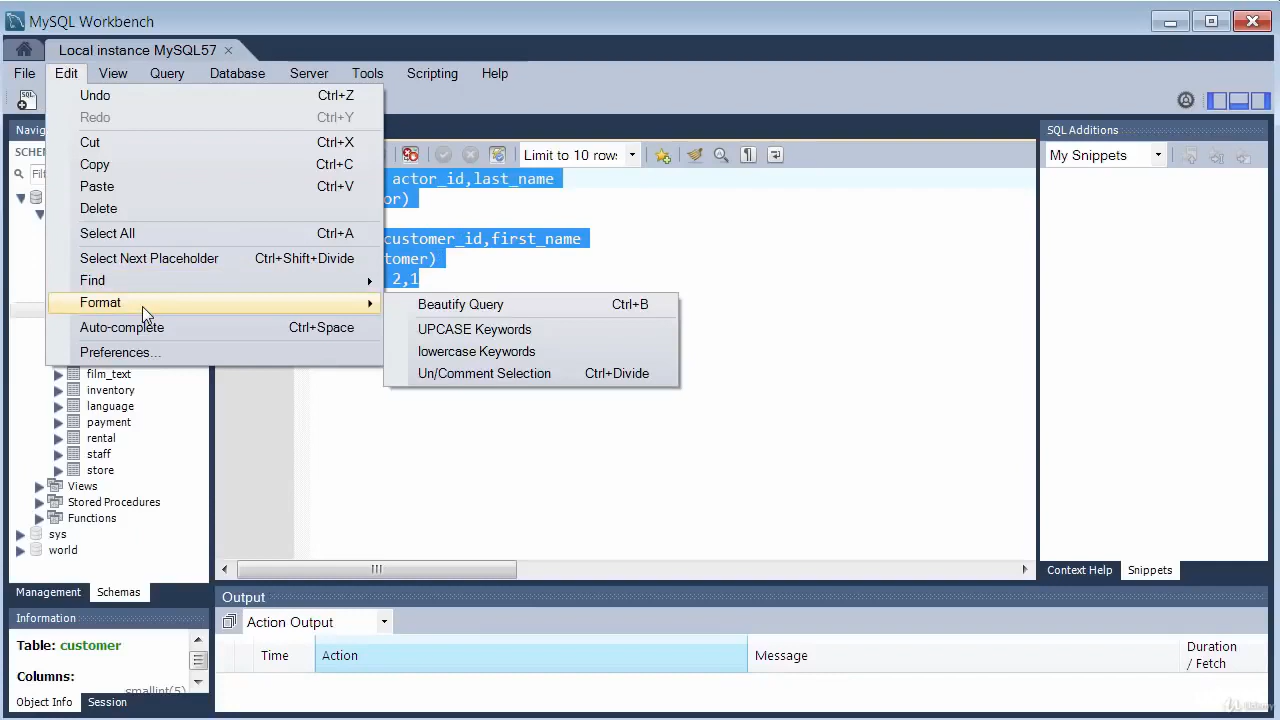 MySQL Workbench
Local instance MySQL57
File Edit View Query Database Server Tools Scripting Help
Undo Ctrl+Z
Redo Ctrl+Y
Cut Ctrl+X
Copy Ctrl+C
Paste Ctrl+V
Delete
Select All Ctrl+A
Select Next Placeholder Ctrl+Shift+Divide
Find
Format
Auto-complete Ctrl+Space
Preferences...
Beautify Query Ctrl+B
UPCASE Keywords
lowercase Keywords
Un/Comment Selection Ctrl+Divide
Limit to 10 rows
actor_id,last_name
or)
customer_id,first_name
tomer)
2,1
SQL Additions
My Snippets
film_text
inventory
language
payment
rental
staff
store
Views
Stored Procedures
Functions
sys
world
Management Schemas
Information
Table: customer
Columns:
smallint(5)
Object Info Session
Context Help Snippets
Output
Action Output
Time Action Message Duration / Fetch